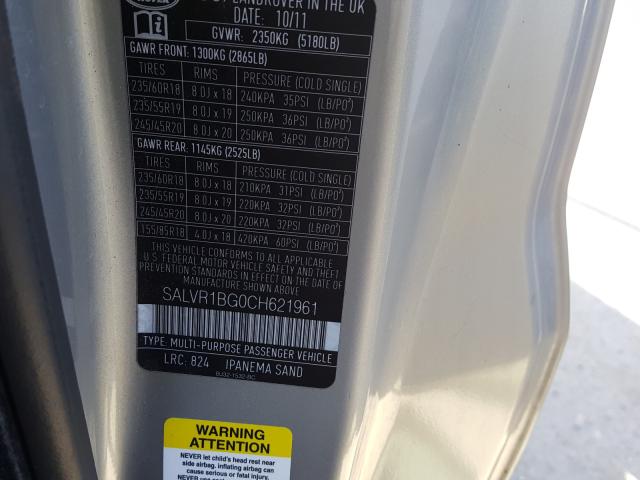 LANDROVER IN THE UK
DATE: 10/11
GVWR: 2350KG (5180LB)
GAWR FRONT: 1300KG (2865LB)
TIRES RIMS PRESSURE (COLD SINGLE)
235/60R18 8.0J x 18 240KPA 35PSI (LB/PO²)
235/55R19 8.0J x 19 250KPA 36PSI (LB/PO²)
245/45R20 8.0J x 20 250KPA 36PSI (LB/PO²)
GAWR REAR: 1145KG (2525LB)
TIRES RIMS PRESSURE (COLD SINGLE)
235/60R18 8.0J x 18 210KPA 31PSI (LB/PO²)
235/55R19 8.0J x 19 220KPA 32PSI (LB/PO²)
245/45R20 8.0J x 20 220KPA 32PSI (LB/PO²)
155/85R18 4.0J x 18 420KPA 60PSI (LB/PO²)
THIS VEHICLE CONFORMS TO ALL APPLICABLE
U.S. FEDERAL MOTOR VEHICLE SAFETY AND THEFT
PREVENTION STANDARDS IN EFFECT ON THE DATE
OF MANUFACTURE SHOWN ABOVE
SALVR1BG0CH621961
TYPE: MULTI-PURPOSE PASSENGER VEHICLE
LRC. 824 IPANEMA SAND
BJ32-1532-BC
WARNING
ATTENTION
NEVER let child's head rest near
side airbag. inflating airbag can
cause serious or fatal injury.
NEVER use